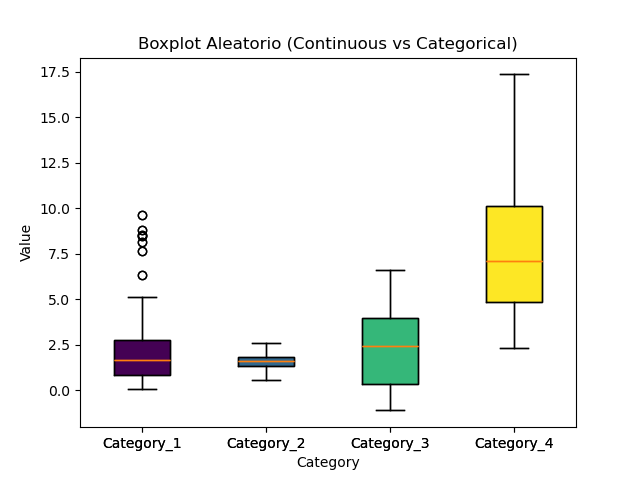 Boxplot Aleatorio (Continuous vs Categorical)
17.5
15.0
12.5
10.0
7.5
5.0
2.5
0.0
Value
Category_1 Category_2 Category_3 Category_4
Category